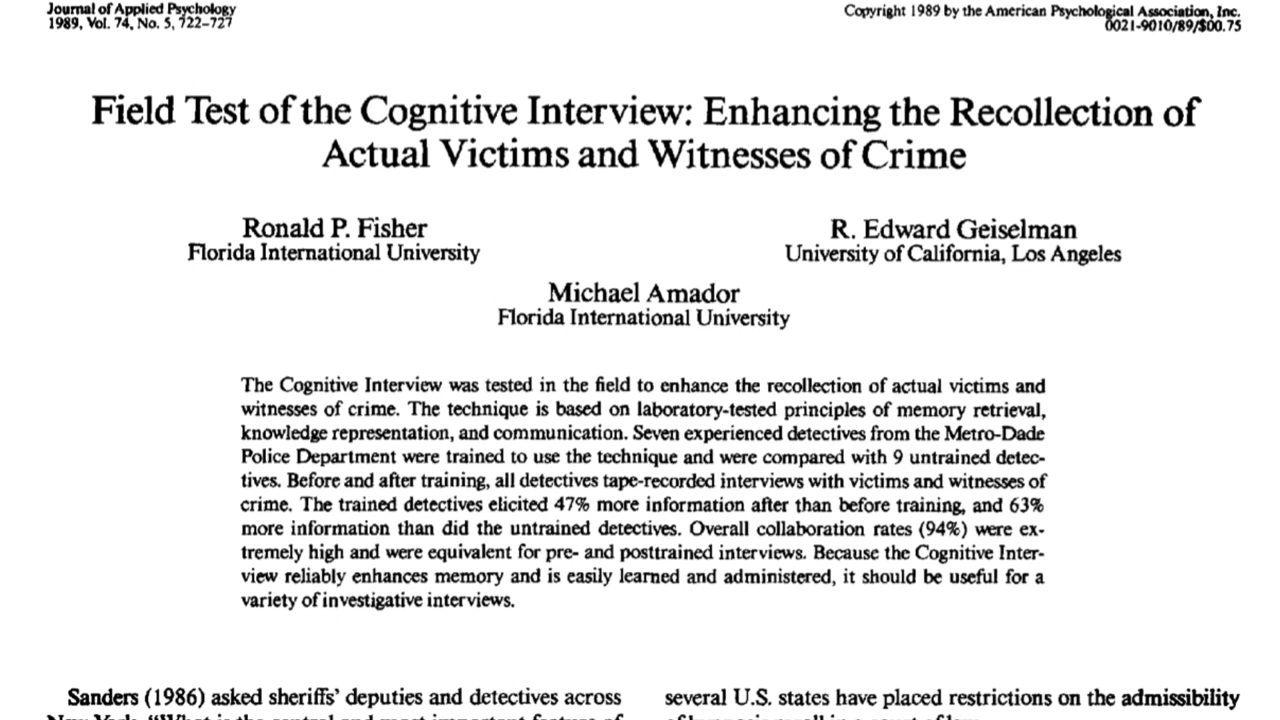 Journal of Applied Psychology
1989, Vol. 74, No. 5, 722–727
Copyright 1989 by the American Psychological Association, Inc.
0021-9010/89/$00.75
Field Test of the Cognitive Interview: Enhancing the Recollection of
Actual Victims and Witnesses of Crime
Ronald P. Fisher
Florida International University
R. Edward Geiselman
University of California, Los Angeles
Michael Amador
Florida International University
The Cognitive Interview was tested in the field to enhance the recollection of actual victims and
witnesses of crime. The technique is based on laboratory-tested principles of memory retrieval,
knowledge representation, and communication. Seven experienced detectives from the Metro-Dade
Police Department were trained to use the technique and were compared with 9 untrained detec-
tives. Before and after training, all detectives tape-recorded interviews with victims and witnesses of
crime. The trained detectives elicited 47% more information after than before training, and 63%
more information than did the untrained detectives. Overall collaboration rates (94%) were ex-
tremely high and were equivalent for pre- and posttrained interviews. Because the Cognitive Inter-
view reliably enhances memory and is easily learned and administered, it should be useful for a
variety of investigative interviews.
Sanders (1986) asked sheriffs’ deputies and detectives across
several U.S. states have placed restrictions on the admissibility